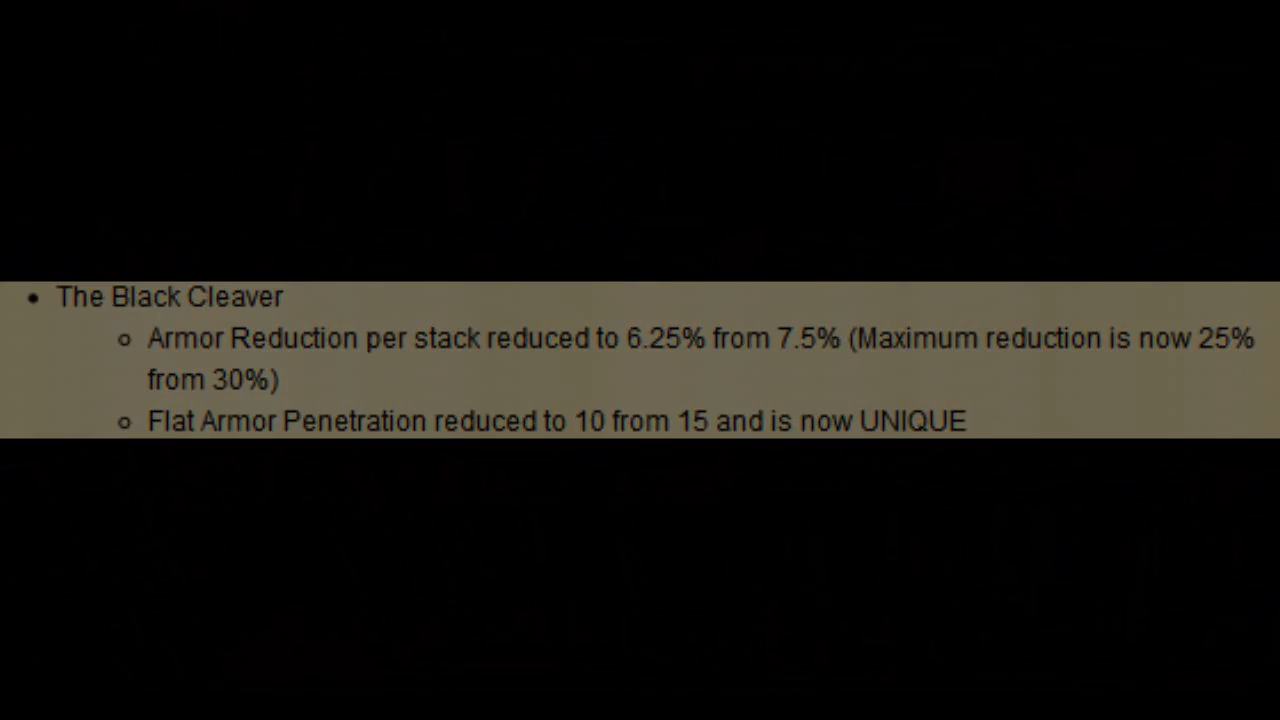 • The Black Cleaver
○ Armor Reduction per stack reduced to 6.25% from 7.5% (Maximum reduction is now 25%
from 30%)
○ Flat Armor Penetration reduced to 10 from 15 and is now UNIQUE